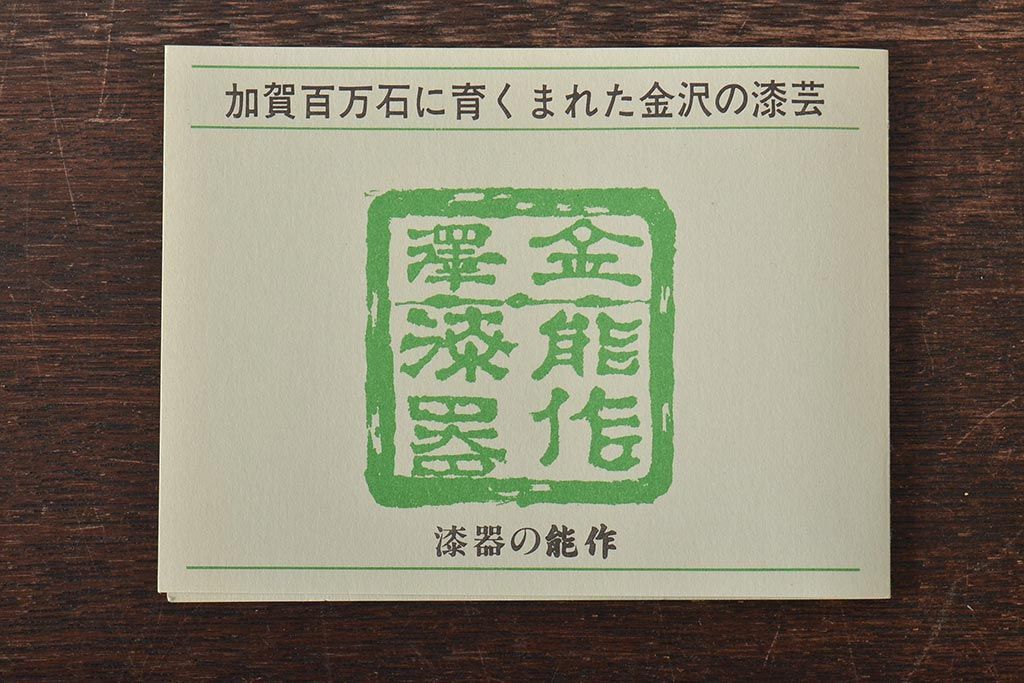 加賀百万石に育くまれた金沢の漆芸
金澤
能作
漆器
漆器の能作